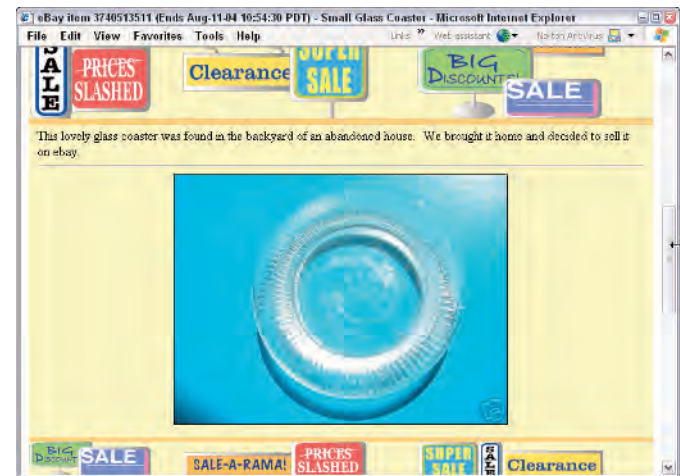 eBay item 3740513511 (Ends Aug-11-04 10:54:30 PDT) - Small Glass Coaster - Microsoft Internet Explorer
File Edit View Favorites Tools Help Links » Web assistant Norton AntiVirus
SALE
PRICES SLASHED
Clearance
SUPER SALE
BIG DISCOUNTS!
SALE
This lovely glass coaster was found in the backyard of an abandoned house. We brought it home and decided to sell it
on ebay.
BIG
SALE
SALE-A-RAMA!
PRICES SLASHED
SUPER SALE
SALE
Clearance